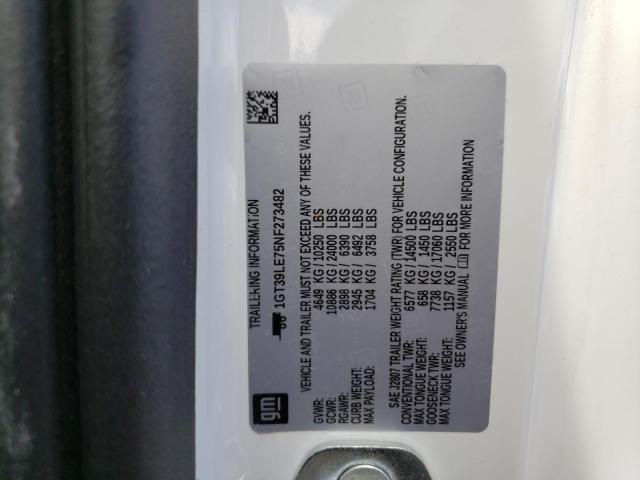 TRAILERING INFORMATION
1GT39LE75NF273482
VEHICLE AND TRAILER MUST NOT EXCEED ANY OF THESE VALUES.
GVWR: 4649 KG/10250 LBS
GCWR: 10886 KG/24000 LBS
RGAWR: 2898 KG/ 6390 LBS
CURB WEIGHT: 2945 KG/ 6492 LBS
MAX PAYLOAD: 1704 KG/ 3758 LBS
SAE J2807 TRAILER WEIGHT RATING (TWR) FOR VEHICLE CONFIGURATION.
CONVENTIONAL TWR: 6577 KG/14500 LBS
MAX TONGUE WEIGHT: 658 KG/ 1450 LBS
GOOSENECK TWR: 7738 KG/17060 LBS
MAX TONGUE WEIGHT: 1157 KG/ 2550 LBS
SEE OWNER'S MANUAL FOR MORE INFORMATION
gm